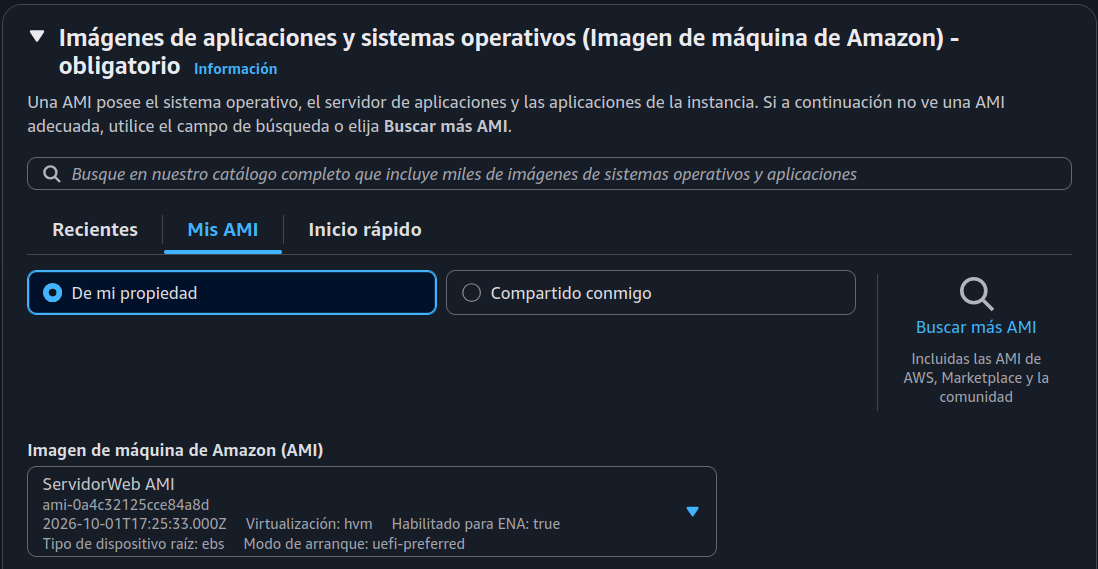 Imágenes de aplicaciones y sistemas operativos (Imagen de máquina de Amazon) -
obligatorio Información
Una AMI posee el sistema operativo, el servidor de aplicaciones y las aplicaciones de la instancia. Si a continuación no ve una AMI
adecuada, utilice el campo de búsqueda o elija Buscar más AMI.
Busque en nuestro catálogo completo que incluye miles de imágenes de sistemas operativos y aplicaciones
Recientes
Mis AMI
Inicio rápido
De mi propiedad
Compartido conmigo
Buscar más AMI
Incluidas las AMI de
AWS, Marketplace y la
comunidad
Imagen de máquina de Amazon (AMI)
ServidorWeb AMI
ami-0a4c32125cce84a8d
2026-10-01T17:25:33.000Z Virtualización: hvm Habilitado para ENA: true
Tipo de dispositivo raíz: ebs Modo de arranque: uefi-preferred